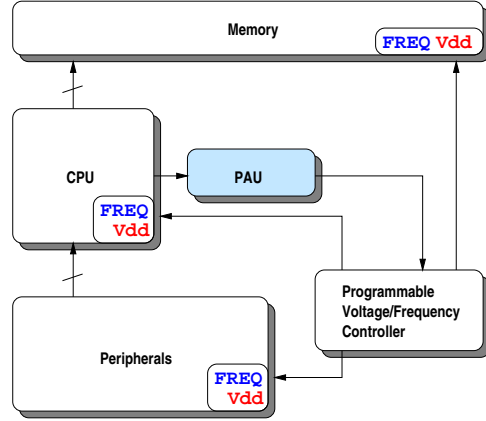 Memory
FREQ Vdd
CPU
PAU
FREQ
Vdd
Programmable
Voltage/Frequency
Controller
Peripherals
FREQ
Vdd